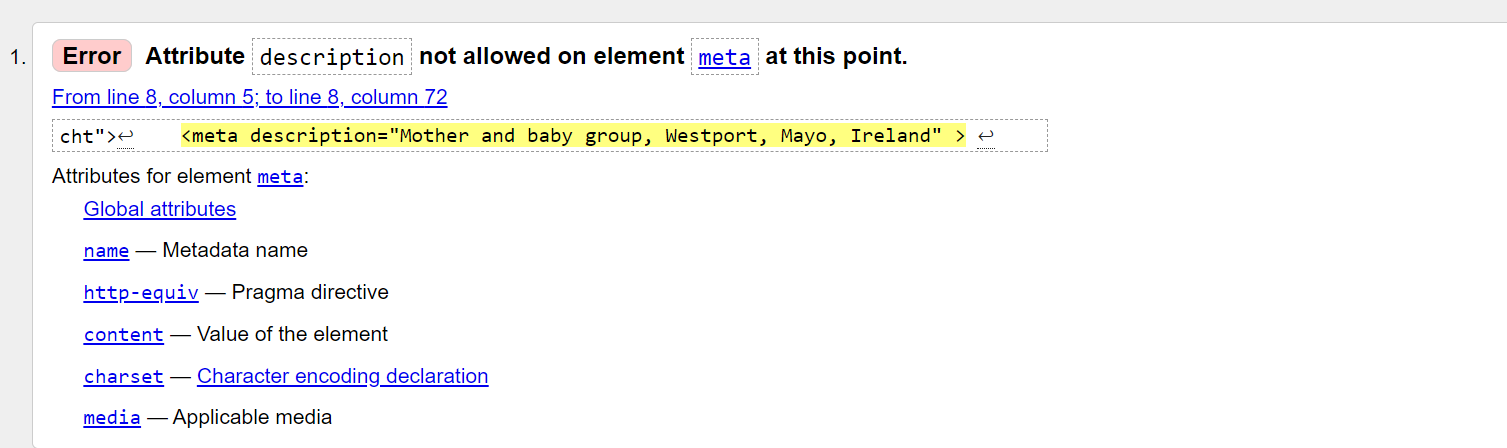 1. Error Attribute description not allowed on element meta at this point.
From line 8, column 5; to line 8, column 72
cht">↩ <meta description="Mother and baby group, Westport, Mayo, Ireland" > ↩
Attributes for element meta:
Global attributes
name — Metadata name
http-equiv — Pragma directive
content — Value of the element
charset — Character encoding declaration
media — Applicable media